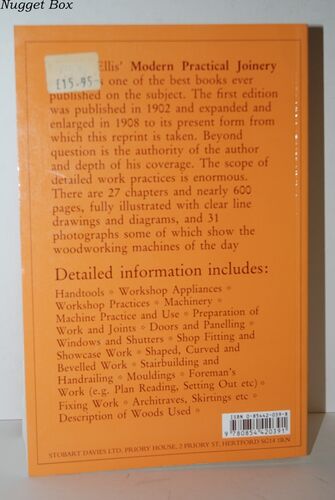 Nugget Box
£15-95
Ellis' Modern Practical Joinery
one of the best books ever
published on the subject. The first edition
was published in 1902 and expanded and
enlarged in 1908 to its present form from
which this reprint is taken. Beyond
question is the authority of the author
and depth of his coverage. The scope of
detailed work practices is enormous.
There are 27 chapters and nearly 600
pages, fully illustrated with clear line
drawings and diagrams, and 31
photographs some of which show the
woodworking machines of the day
Detailed information includes:
Handtools ∘ Workshop Appliances ∘
Workshop Practices ∘ Machinery ∘
Machine Practice and Use ∘ Preparation of
Work and Joints ∘ Doors and Panelling ∘
Windows and Shutters ∘ Shop Fitting and
Showcase Work ∘ Shaped, Curved and
Bevelled Work ∘ Stairbuilding and
Handrailing ∘ Mouldings ∘ Foreman's
Work (e.g. Plan Reading, Setting Out etc) ∘
Fixing Work ∘ Architraves, Skirtings etc ∘
Description of Woods Used ∘
ISBN 0-85442-039-8
9 780854 420391
STOBART DAVIES LTD, PRIORY HOUSE, 2 PRIORY ST, HERTFORD SG14 1RN